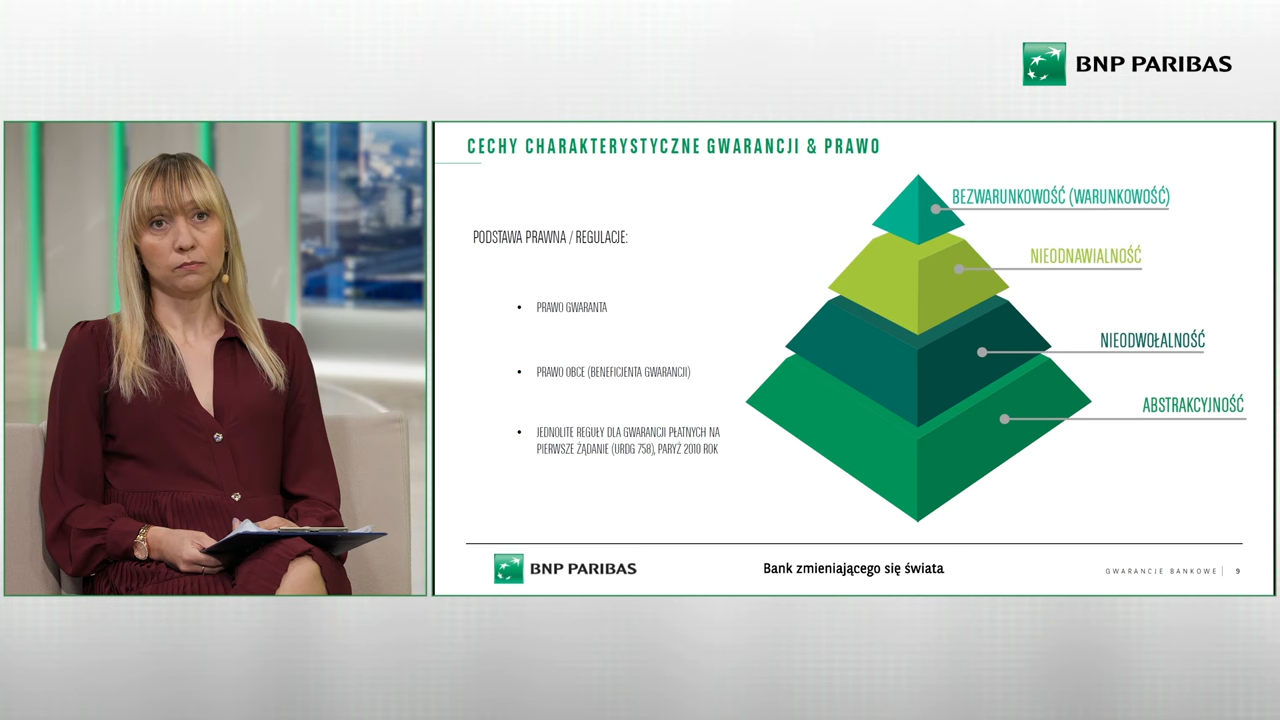 BNP PARIBAS
CECHY CHARAKTERYSTYCZNE GWARANCJI & PRAWO
PODSTAWA PRAWNA / REGULACJE:
• PRAWO GWARANTA
• PRAWO OBCE (BENEFICJENTA GWARANCJI)
• JEDNOLITE REGUŁY DLA GWARANCJI PŁATNYCH NA
PIERWSZE ŻĄDANIE (URDG 758), PARYŻ 2010 ROK
BEZWARUNKOWOŚĆ (WARUNKOWOŚĆ)
NIEODNAWIALNOŚĆ
NIEODWOŁALNOŚĆ
ABSTRAKCYJNOŚĆ
BNP PARIBAS
Bank zmieniającego się świata
GWARANCJE BANKOWE | 9